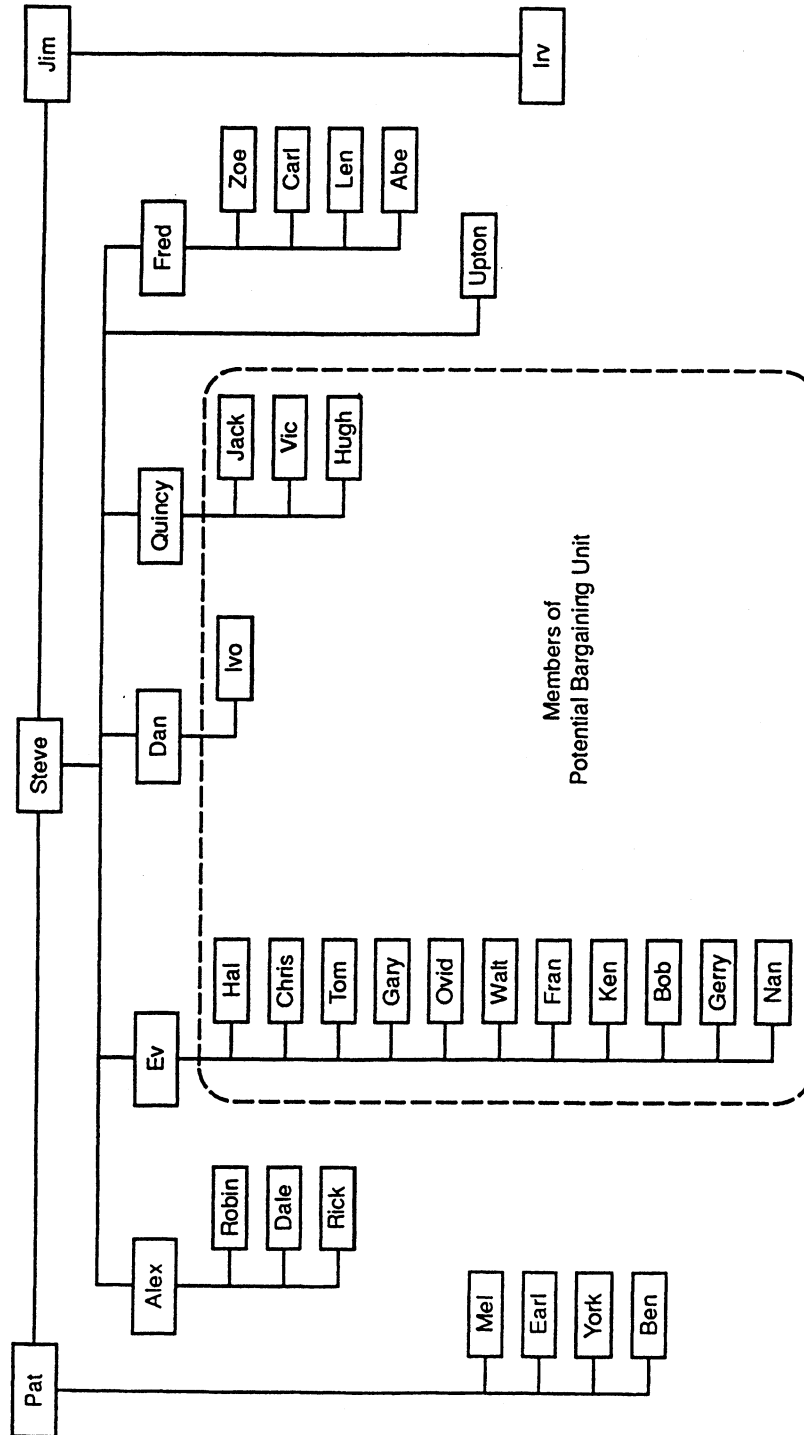 Pat
Steve
Jim
Alex
Ev
Dan
Quincy
Fred
Robin
Dale
Rick
Hal
Chris
Tom
Gary
Ovid
Walt
Fran
Ken
Bob
Gerry
Nan
Ivo
Jack
Vic
Hugh
Zoe
Carl
Len
Abe
Upton
Mel
Earl
York
Ben
Irv
Members of
Potential Bargaining Unit